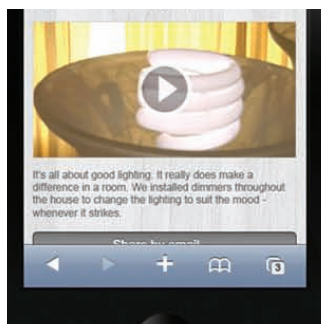 It's all about good lighting. It really does make a
difference in a room. We installed dimmers throughout
the house to change the lighting to suit the mood -
whenever it strikes.
Share by email
3